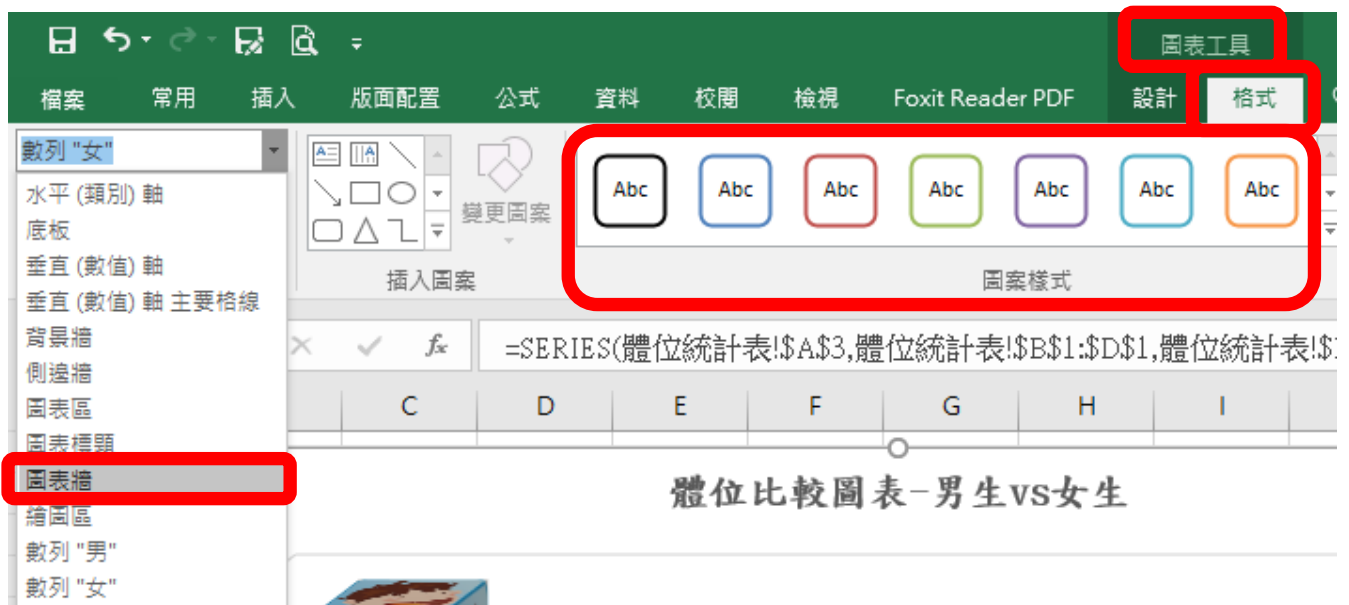 圖表工具
檔案 常用 插入 版面配置 公式 資料 校閱 檢視 Foxit Reader PDF 設計 格式
數列 "女"
水平 (類別) 軸
底板
垂直 (數值) 軸
垂直 (數值) 軸 主要格線
背景牆
側邊牆
圖表區
圖表標題
圖表牆
繪圖區
數列 "男"
數列 "女"
變更圖案
插入圖案
Abc Abc Abc Abc Abc Abc Abc
圖案樣式
fx =SERIES(體位統計表!$A$3,體位統計表!$B$1:$D$1,體位統計表!
C D E F G H I
體位比較圖表-男生vs女生